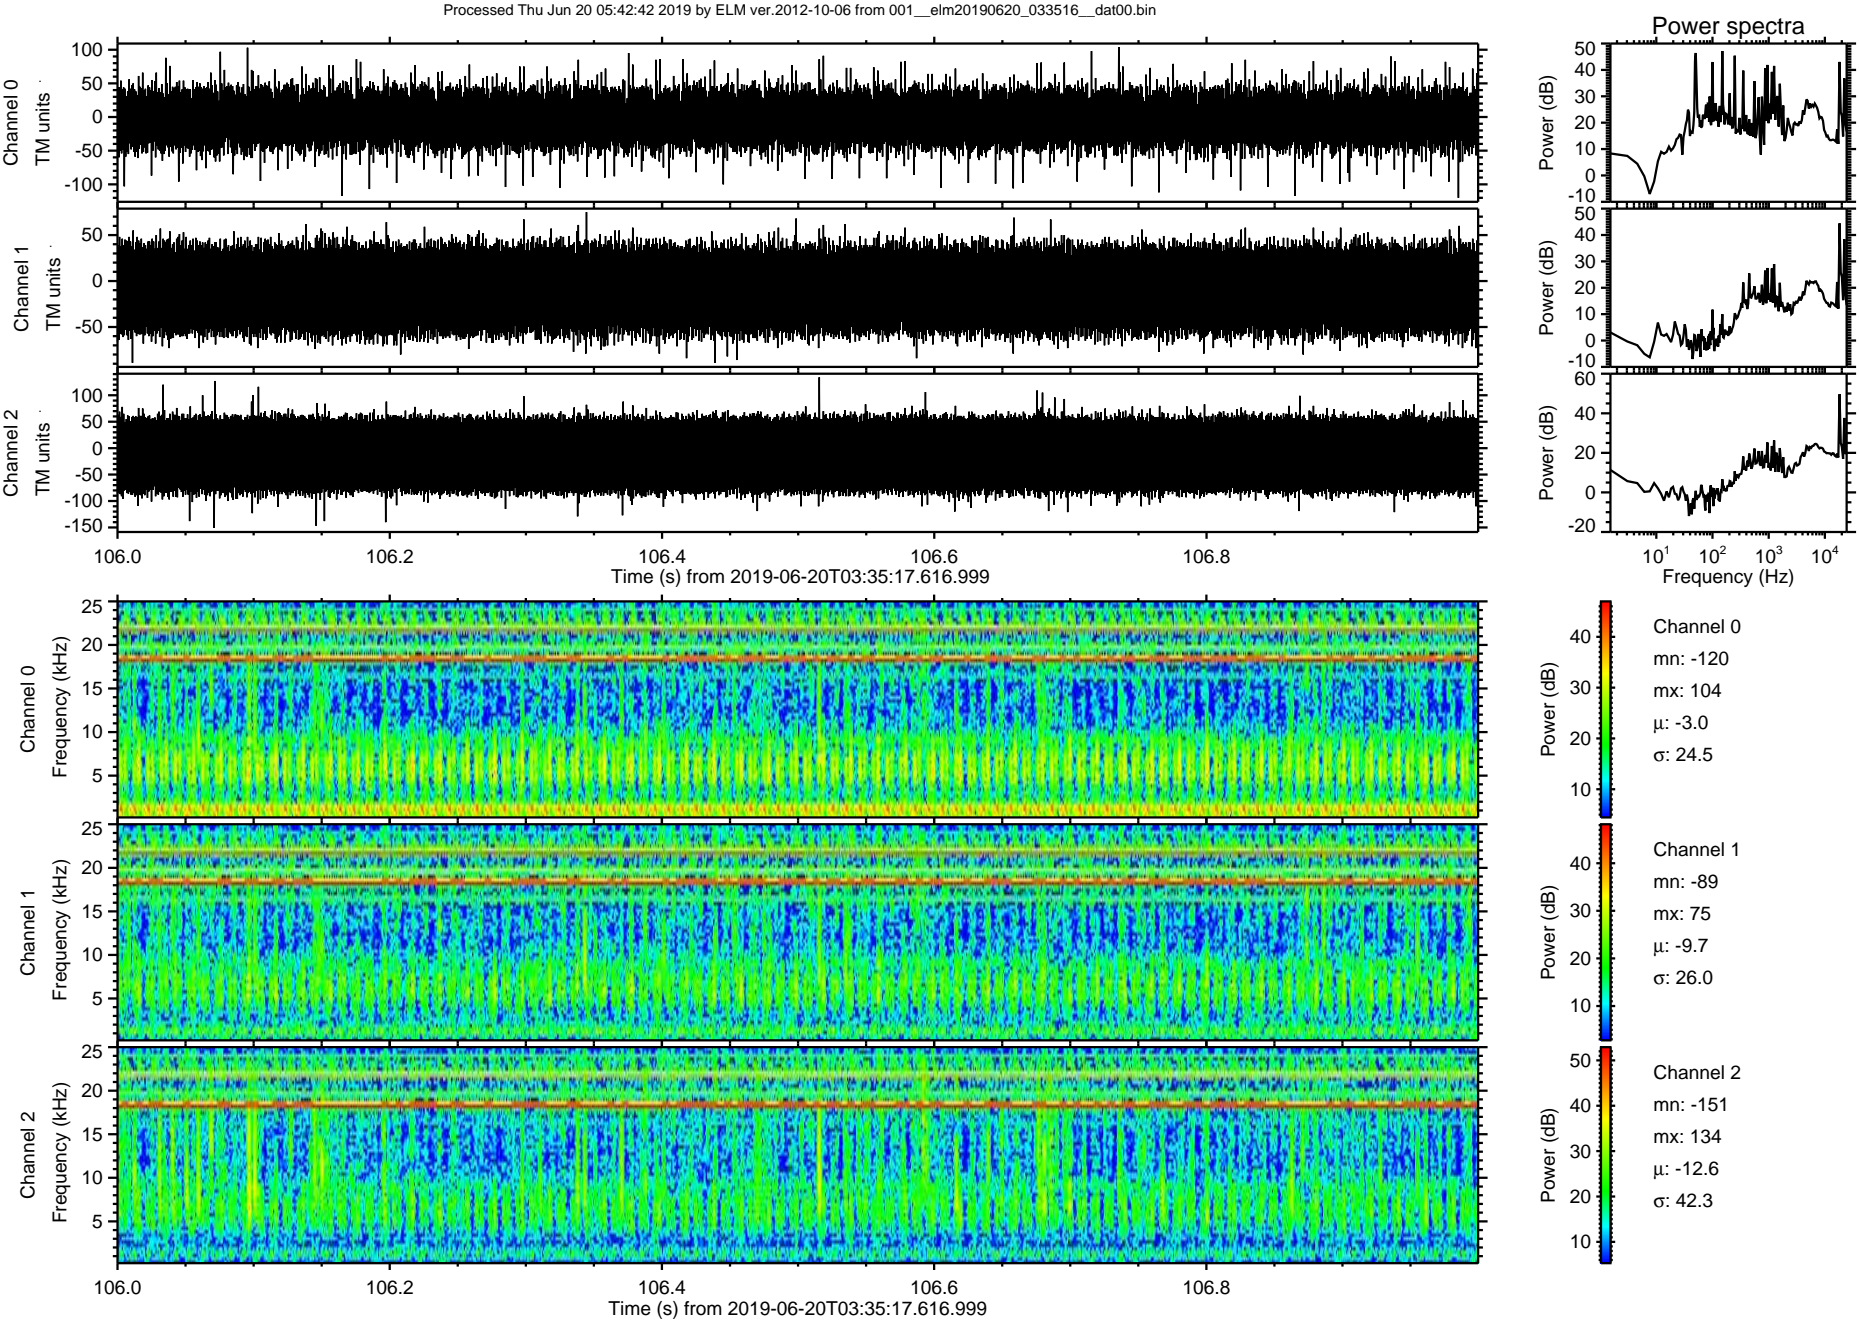 Processed Thu Jun 20 05:42:42 2019 by ELM ver.2012-10-06 from 001__elm20190620_033516__dat00.bin
Power spectra
Channel 0
TM units
100
50
0
-50
-100
Power (dB)
50
40
30
20
10
0
-10
Channel 1
TM units
50
0
-50
Power (dB)
50
40
30
20
10
0
-10
Channel 2
TM units
100
50
0
-50
-100
-150
Power (dB)
60
40
20
0
-20
106.0 106.2 106.4 106.6 106.8
Time (s) from 2019-06-20T03:35:17.616.999
10^1 10^2 10^3 10^4
Frequency (Hz)
Channel 0
Frequency (kHz)
25
20
15
10
5
Power (dB)
40
30
20
10
Channel 0
mn: -120
mx: 104
μ: -3.0
σ: 24.5
Channel 1
Frequency (kHz)
25
20
15
10
5
Power (dB)
40
30
20
10
Channel 1
mn: -89
mx: 75
μ: -9.7
σ: 26.0
Channel 2
Frequency (kHz)
25
20
15
10
5
Power (dB)
50
40
30
20
10
Channel 2
mn: -151
mx: 134
μ: -12.6
σ: 42.3
106.0 106.2 106.4 106.6 106.8
Time (s) from 2019-06-20T03:35:17.616.999